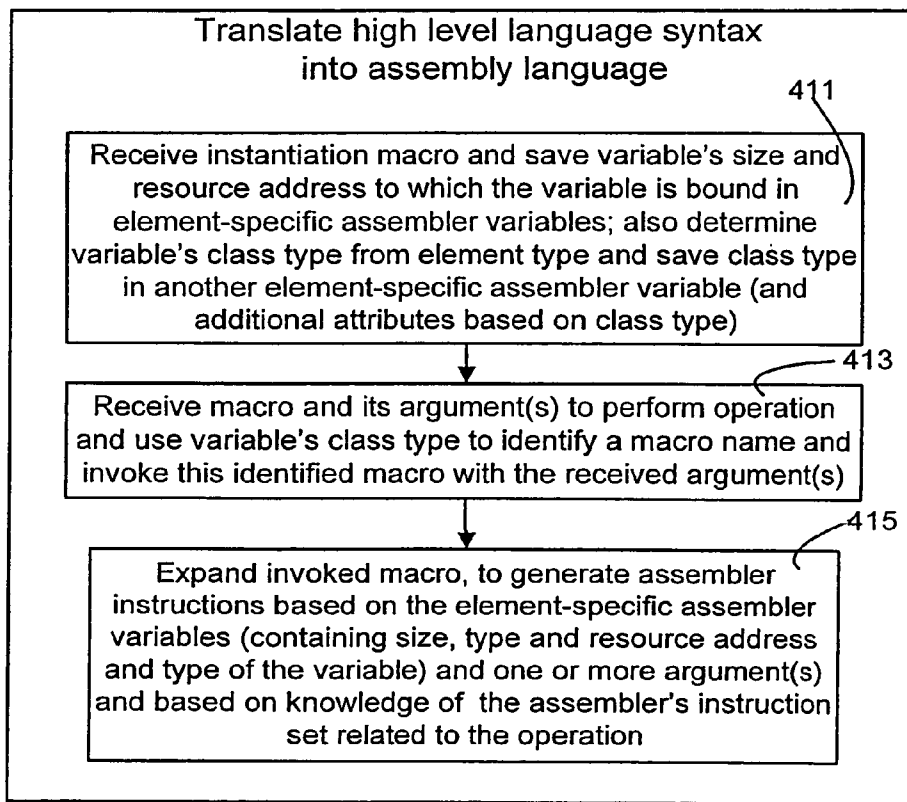 Translate high level language syntax
into assembly language
411
Receive instantiation macro and save variable's size and
resource address to which the variable is bound in
element-specific assembler variables; also determine
variable's class type from element type and save class type
in another element-specific assembler variable (and
additional attributes based on class type)
413
Receive macro and its argument(s) to perform operation
and use variable's class type to identify a macro name and
invoke this identified macro with the received argument(s)
415
Expand invoked macro, to generate assembler
instructions based on the element-specific assembler
variables (containing size, type and resource address
and type of the variable) and one or more argument(s)
and based on knowledge of the assembler's instruction
set related to the operation